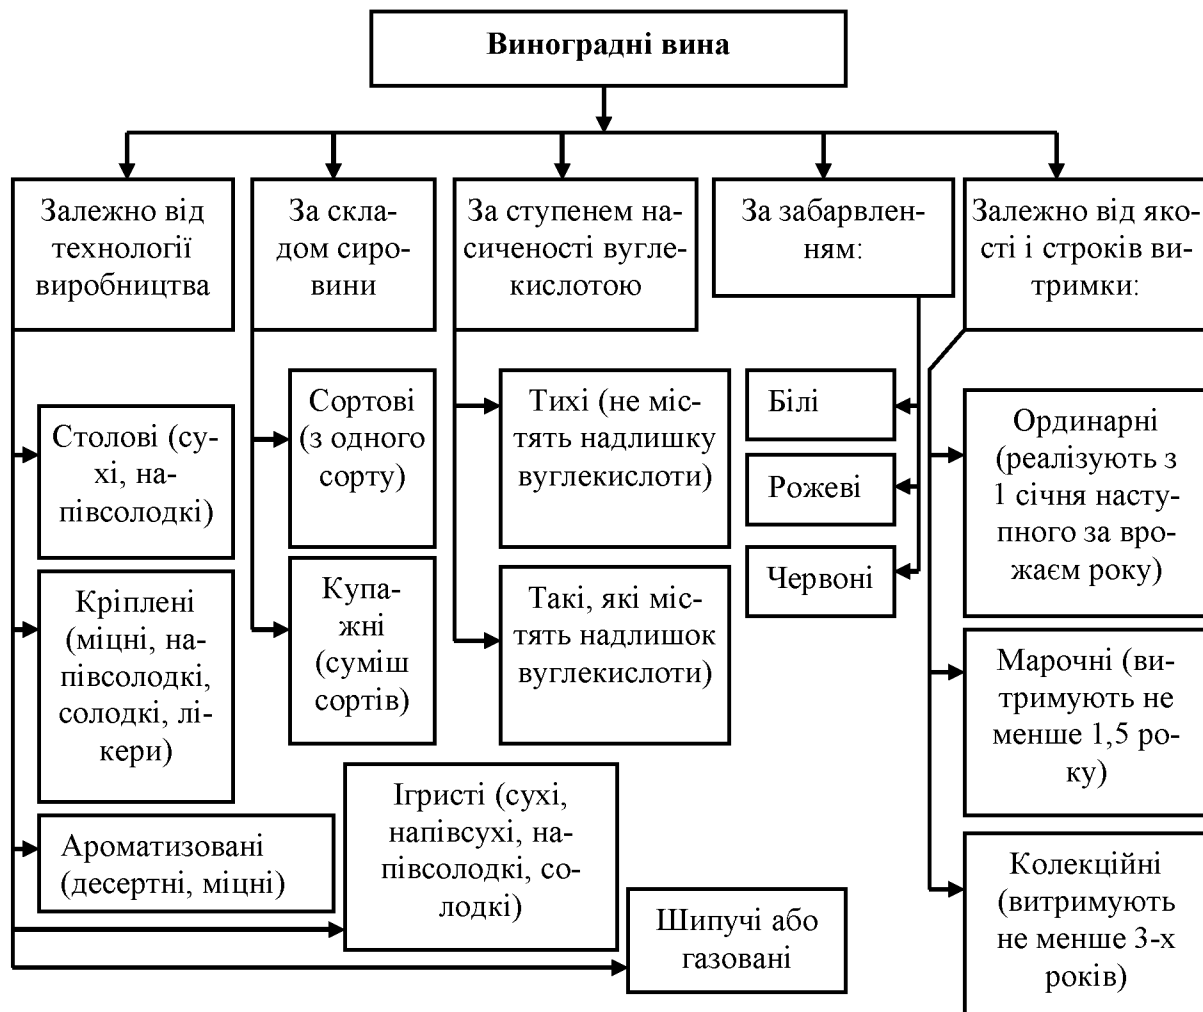 Виноградні вина
Залежно від
технології
виробництва
За скла-
дом сиро-
вини
За ступенем на-
сиченості вугле-
кислотою
За забарвлен-
ням:
Залежно від яко-
сті і строків ви-
тримки:
Столові (су-
хі, на-
півсолодкі)
Кріплені
(міцні, на-
півсолодкі,
солодкі, лі-
кери)
Ароматизовані
(десертні, міцні)
Ігристі (сухі,
напівсухі, на-
півсолодкі, со-
лодкі)
Шипучі або
газовані
Сортові
(з одного
сорту)
Купа-
жні
(суміш
сортів)
Тихі (не міс-
тять надлишку
вуглекислоти)
Такі, які міс-
тять надлишок
вуглекислоти)
Білі
Рожеві
Червоні
Ординарні
(реалізують з
1 січня насту-
пного за вро-
жаєм року)
Марочні (ви-
тримують не
менше 1,5 ро-
ку)
Колекційні
(витримують
не менше 3-х
років)